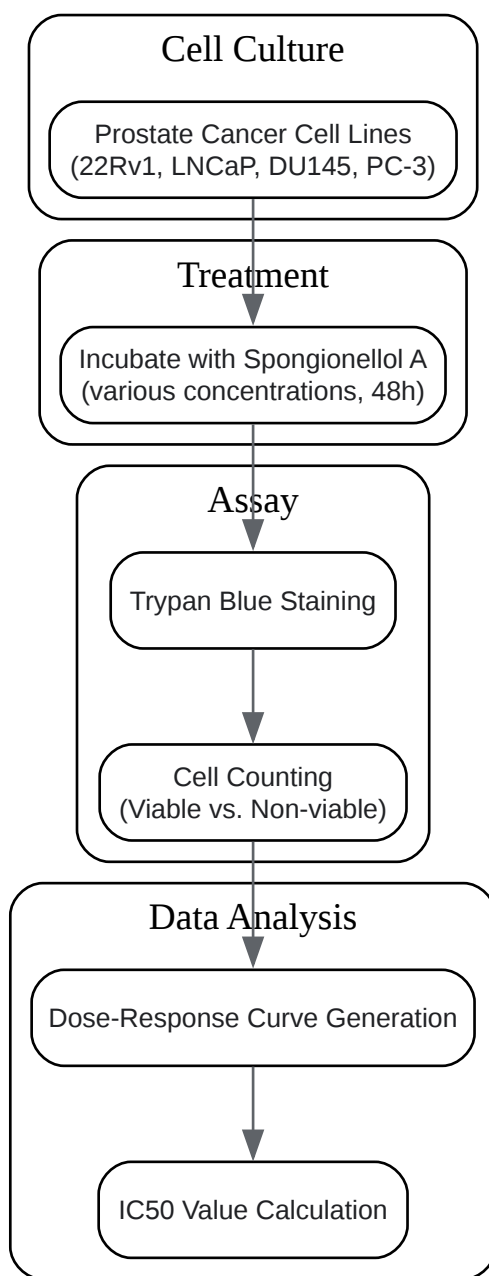 Cell Culture
Prostate Cancer Cell Lines
(22Rv1, LNCaP, DU145, PC-3)
Treatment
Incubate with Spongionellol A
(various concentrations, 48h)
Assay
Trypan Blue Staining
Cell Counting
(Viable vs. Non-viable)
Data Analysis
Dose-Response Curve Generation
IC50 Value Calculation